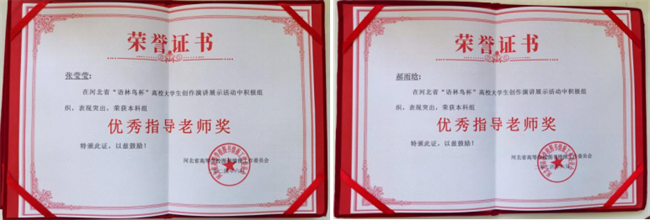 荣誉证书
张莹莹:
在河北省“语林鸟杯”高校大学生创作演讲展示活动中积极组
织，表现突出，荣获本科组
优秀指导老师奖
特颁此证，以兹鼓励！
荣誉证书
郝雨晗:
在河北省“语林鸟杯”高校大学生创作演讲展示活动中积极组
织，表现突出，荣获本科组
优秀指导老师奖
特颁此证，以兹鼓励！